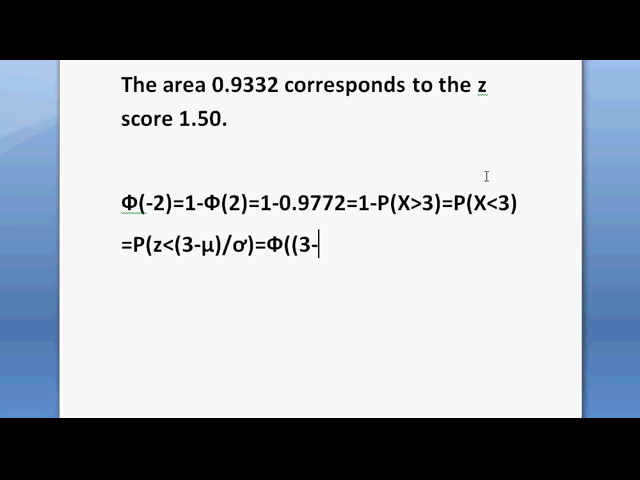 The area 0.9332 corresponds to the z
score 1.50.
Φ(-2)=1-Φ(2)=1-0.9772=1-P(X>3)=P(X<3)
=P(z<(3-μ)/σ)=Φ((3-